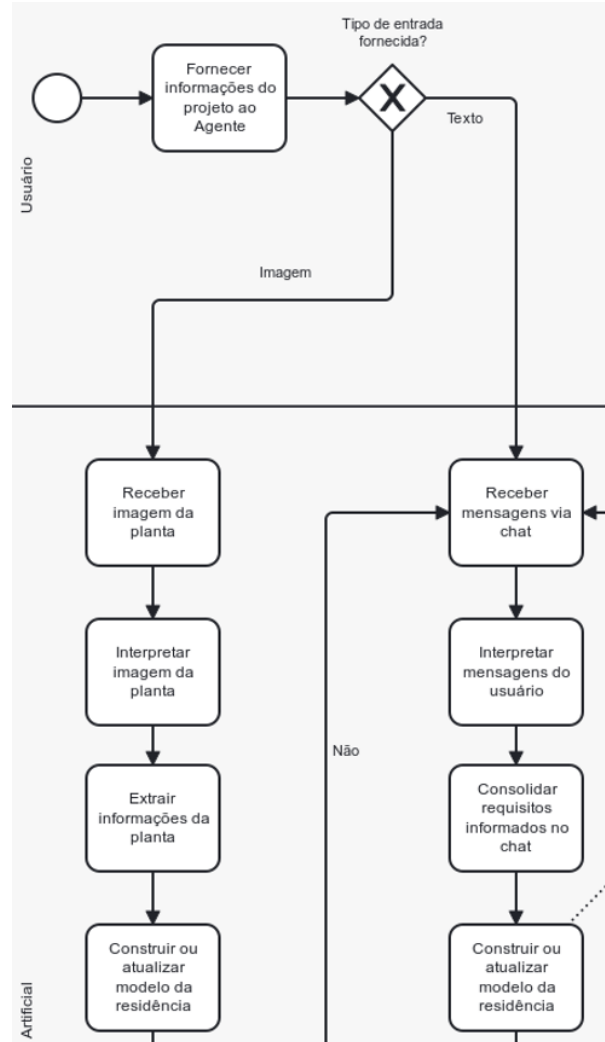 Tipo de entrada
fornecida?
Fornecer
informações do
projeto ao
Agente
X
Texto
Usuário
Imagem
Receber
imagem da
planta
Receber
mensagens via
chat
Interpretar
imagem da
planta
Interpretar
mensagens do
usuário
Não
Extrair
informações da
planta
Consolidar
requisitos
informados no
chat
Construir ou
atualizar
modelo da
residência
Construir ou
atualizar
modelo da
residência
Artificial